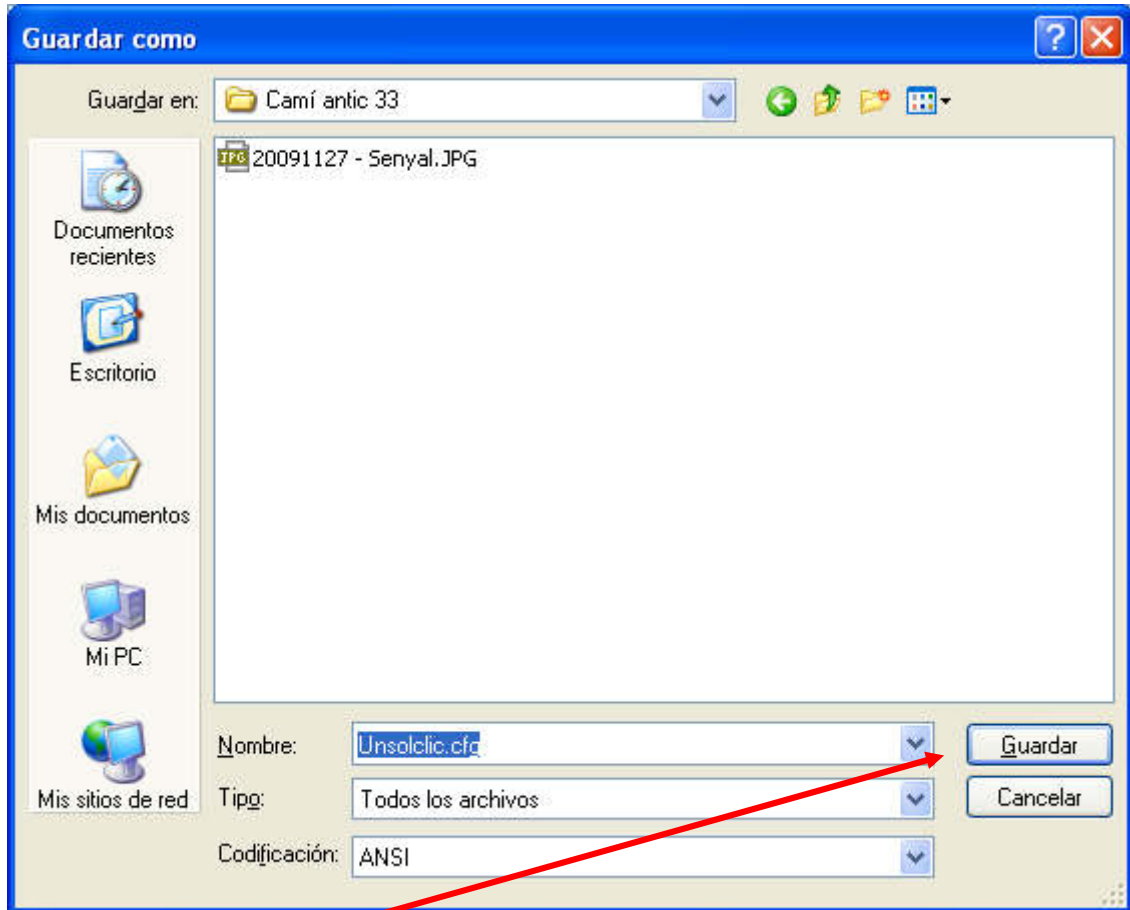 Guardar como
Guardar en:
Camí antic 33
JPG
20091127 - Senyal.JPG
Documentos
recientes
Escritorio
Mis documentos
Mi PC
Mis sitios de red
Nombre:
Unsolclic.cfg
Guardar
Tipo:
Todos los archivos
Cancelar
Codificación:
ANSI